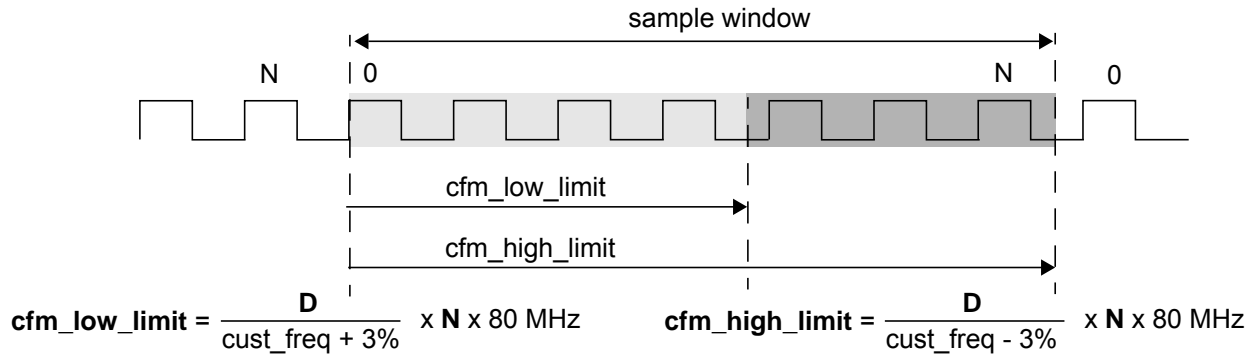 sample window
N 0 N 0
cfm_low_limit
cfm_high_limit
cfm_low_limit = D / cust_freq + 3% x N x 80 MHz
cfm_high_limit = D / cust_freq - 3% x N x 80 MHz